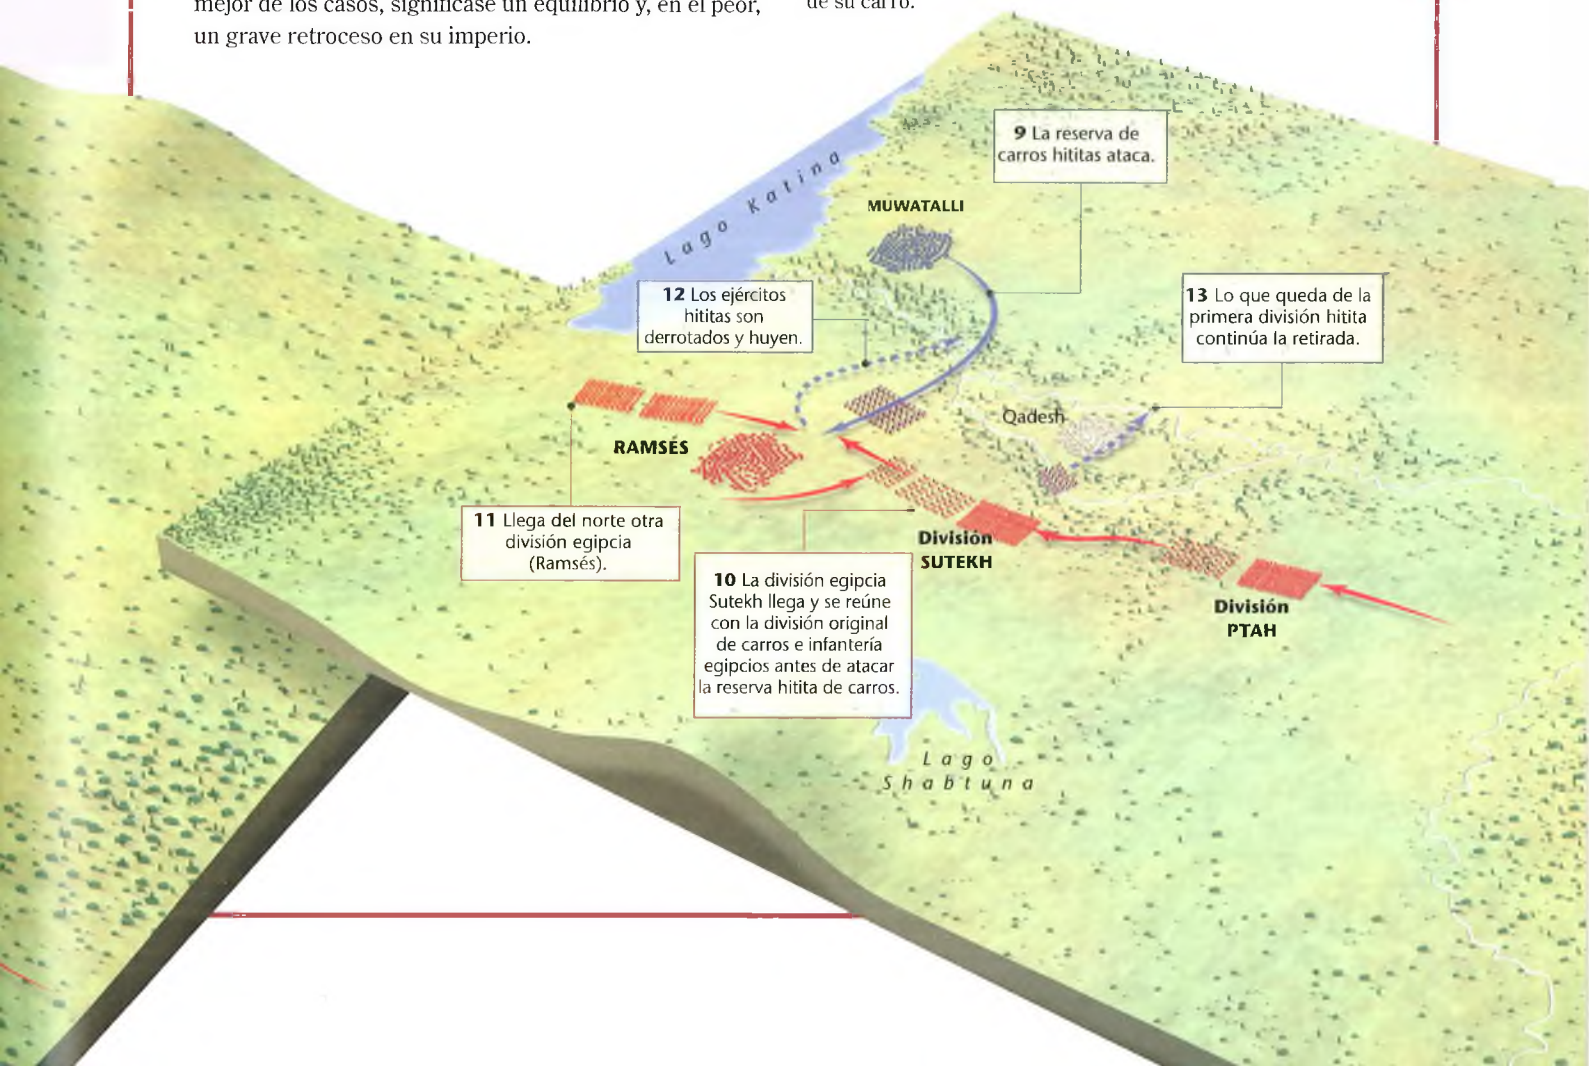 mejor de los casos, significase un equilibrio y, en el peor,
un grave retroceso en su imperio.
de su carro.
9 La reserva de
carros hititas ataca.
Lago Katina
MUWATALLI
12 Los ejércitos
hititas son
derrotados y huyen.
13 Lo que queda de la
primera división hitita
continúa la retirada.
Qadesh
RAMSÉS
11 Llega del norte otra
división egipcia
(Ramsés).
División
SUTEKH
10 La división egipcia
Sutekh llega y se reúne
con la división original
de carros e infantería
egipcios antes de atacar
la reserva hitita de carros.
División
PTAH
Lago
Shabtuna